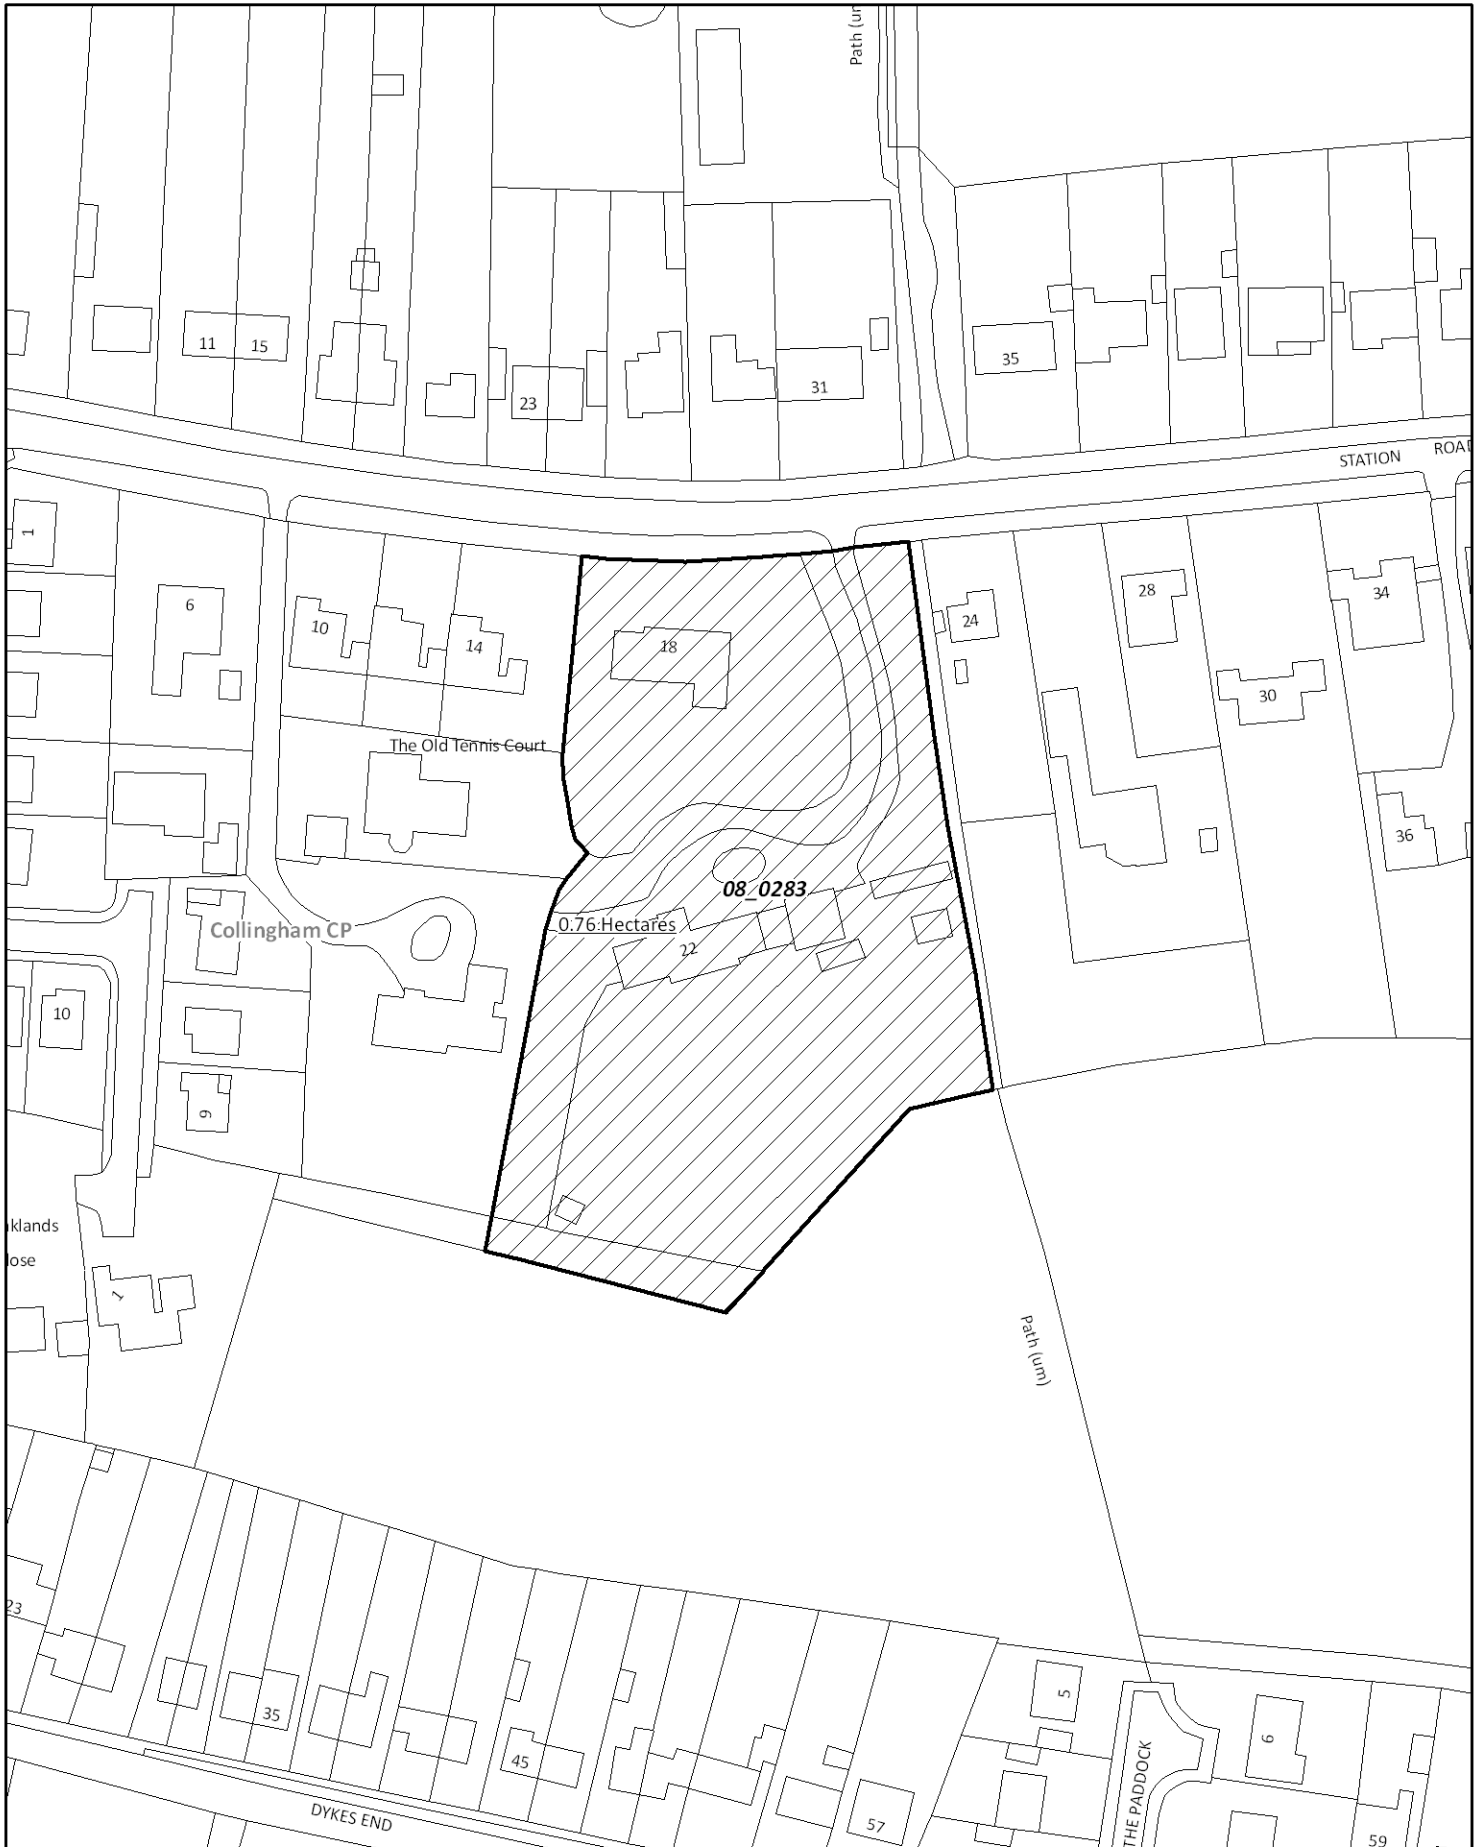 Path (um
11
15
23
31
35
STATION ROAD
1
6
10
14
18
24
28
34
30
The Old Tennis Court
36
08_0283
0.76 Hectares
22
Collingham CP
10
9
klands
lose
1
Path (um)
23
35
45
57
5
6
59
DYKES END
THE PADDOCK